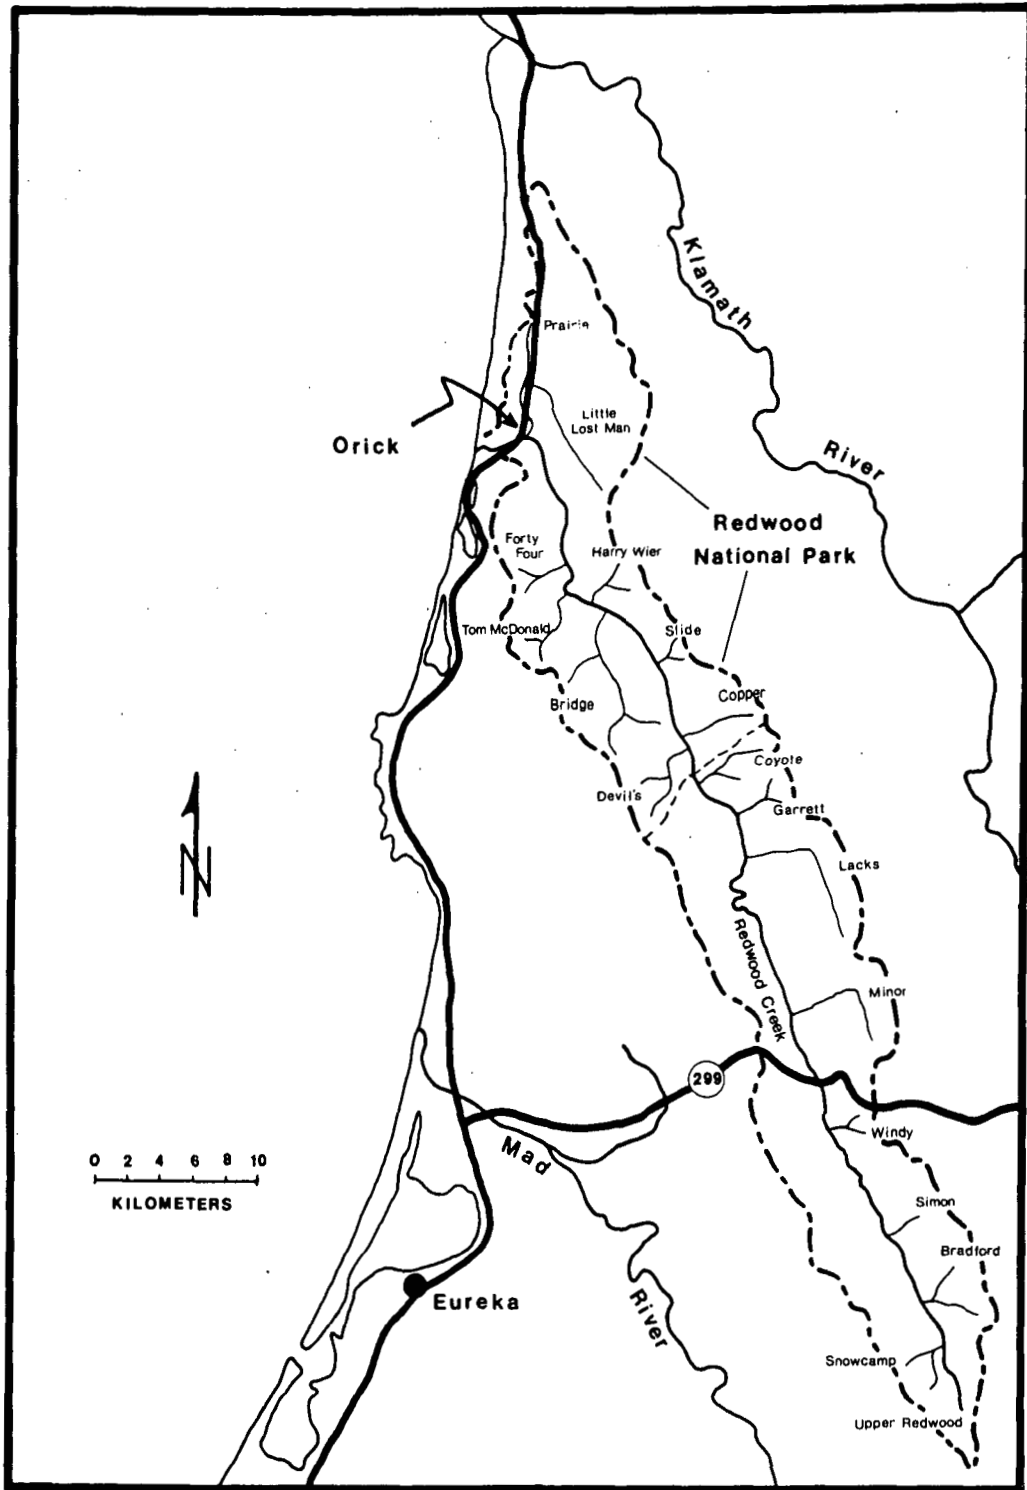 Klamath
River
Prairie
Little
Lost Man
Orick
Redwood
National Park
Forty
Four
Harry Wier
Tom McDonald
Slide
Bridge
Copper
Coyote
Devil's
Garrett
Lacks
N
Redwood Creek
Minor
299
Windy
Mad
River
0 2 4 6 8 10
KILOMETERS
Simon
Bradford
Eureka
Snowcamp
Upper Redwood